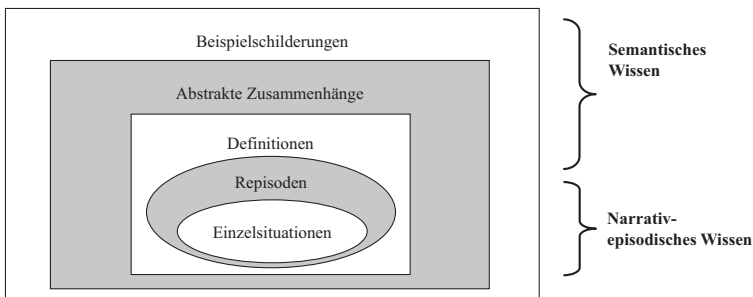 Beispielschilderungen
Abstrakte Zusammenhänge
Definitionen
Repisoden
Einzelsituationen
Semantisches
Wissen
Narrativ-
episodisches Wissen